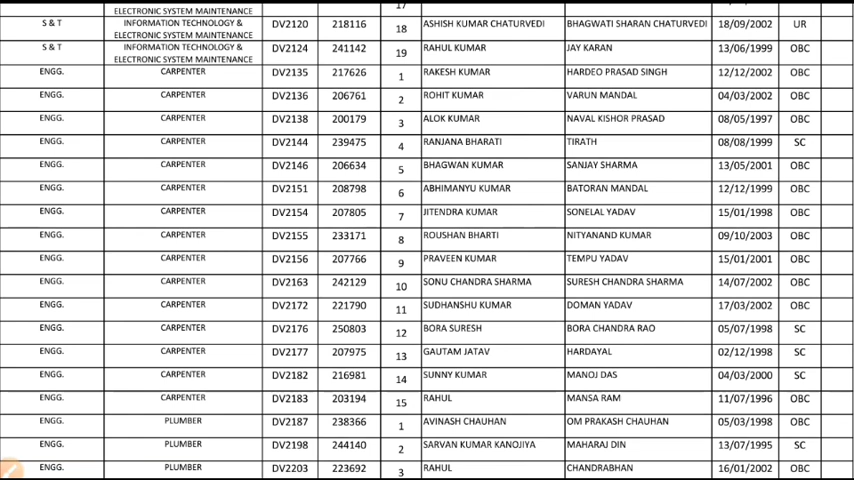 17
ELECTRONIC SYSTEM MAINTENANCE
S & T INFORMATION TECHNOLOGY & ELECTRONIC SYSTEM MAINTENANCE DV2120 218116 18 ASHISH KUMAR CHATURVEDI BHAGWATI SHARAN CHATURVEDI 18/09/2002 UR
S & T INFORMATION TECHNOLOGY & ELECTRONIC SYSTEM MAINTENANCE DV2124 241142 19 RAHUL KUMAR JAY KARAN 13/06/1999 OBC
ENGG. CARPENTER DV2135 217626 1 RAKESH KUMAR HARDEO PRASAD SINGH 12/12/2002 OBC
ENGG. CARPENTER DV2136 206761 2 ROHIT KUMAR VARUN MANDAL 04/03/2002 OBC
ENGG. CARPENTER DV2138 200179 3 ALOK KUMAR NAVAL KISHOR PRASAD 08/05/1997 OBC
ENGG. CARPENTER DV2144 239475 4 RANJANA BHARATI TIRATH 08/08/1999 SC
ENGG. CARPENTER DV2146 206634 5 BHAGWAN KUMAR SANJAY SHARMA 13/05/2001 OBC
ENGG. CARPENTER DV2151 208798 6 ABHIMANYU KUMAR BATORAN MANDAL 12/12/1999 OBC
ENGG. CARPENTER DV2154 207805 7 JITENDRA KUMAR SONELAL YADAV 15/01/1998 OBC
ENGG. CARPENTER DV2155 233171 8 ROUSHAN BHARTI NITYANAND KUMAR 09/10/2003 OBC
ENGG. CARPENTER DV2156 207766 9 PRAVEEN KUMAR TEMPU YADAV 15/01/2001 OBC
ENGG. CARPENTER DV2163 242129 10 SONU CHANDRA SHARMA SURESH CHANDRA SHARMA 14/07/2002 OBC
ENGG. CARPENTER DV2172 221790 11 SUDHANSHU KUMAR DOMAN YADAV 17/03/2002 OBC
ENGG. CARPENTER DV2176 250803 12 BORA SURESH BORA CHANDRA RAO 05/07/1998 SC
ENGG. CARPENTER DV2177 207975 13 GAUTAM JATAV HARDAYAL 02/12/1998 SC
ENGG. CARPENTER DV2182 216981 14 SUNNY KUMAR MANOJ DAS 04/03/2000 SC
ENGG. CARPENTER DV2183 203194 15 RAHUL MANSA RAM 11/07/1996 OBC
ENGG. PLUMBER DV2187 238366 1 AVINASH CHAUHAN OM PRAKASH CHAUHAN 05/03/1998 OBC
ENGG. PLUMBER DV2198 244140 2 SARVAN KUMAR KANOJIYA MAHARAJ DIN 13/07/1995 SC
ENGG. PLUMBER DV2203 223692 3 RAHUL CHANDRABHAN 16/01/2002 OBC